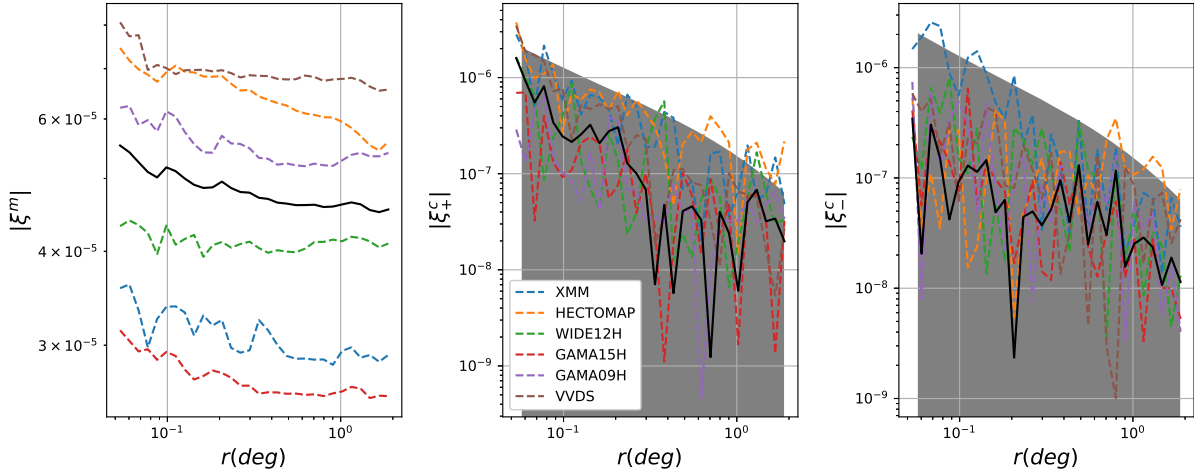 |ξ^m|
6 × 10^−5
4 × 10^−5
3 × 10^−5
10^−1
10^0
r(deg)
|ξ^c_+|
10^−6
10^−7
10^−8
10^−9
XMM
HECTOMAP
WIDE12H
GAMA15H
GAMA09H
VVDS
10^−1
10^0
r(deg)
|ξ^c_−|
10^−5
10^−6
10^−7
10^−8
10^−9
10^−1
10^0
r(deg)